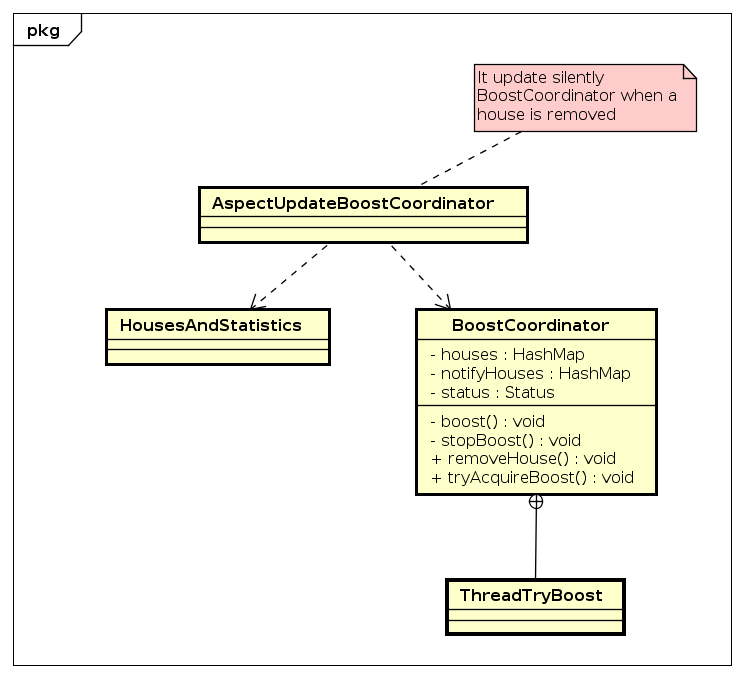 pkg
It update silently
BoostCoordinator when a
house is removed
AspectUpdateBoostCoordinator
HousesAndStatistics
BoostCoordinator
- houses : HashMap
- notifyHouses : HashMap
- status : Status
- boost() : void
- stopBoost() : void
+ removeHouse() : void
+ tryAcquireBoost() : void
ThreadTryBoost